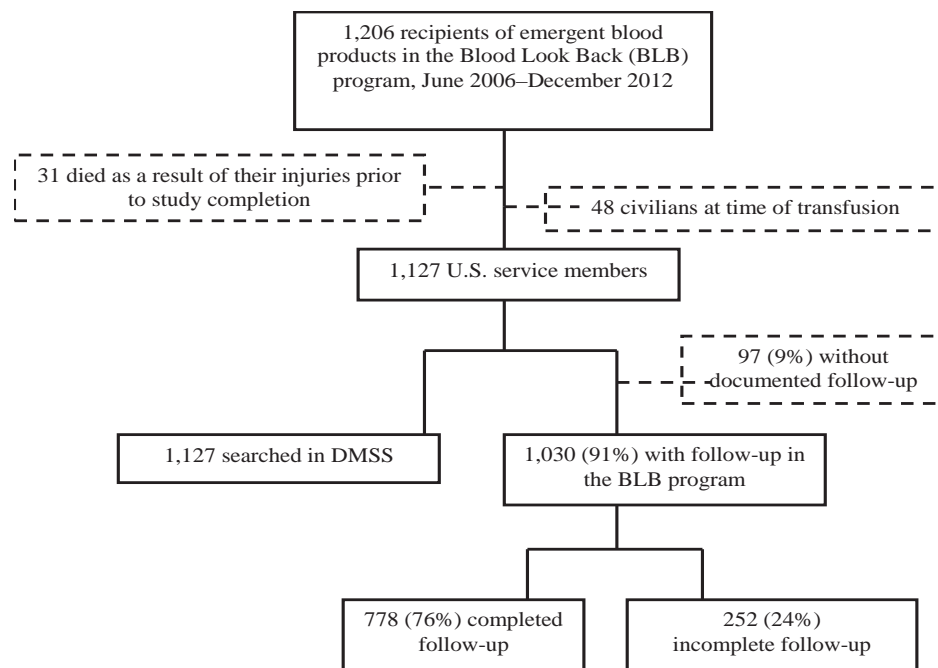 1,206 recipients of emergent blood
products in the Blood Look Back (BLB)
program, June 2006–December 2012
31 died as a result of their injuries prior
to study completion
48 civilians at time of transfusion
1,127 U.S. service members
97 (9%) without
documented follow-up
1,127 searched in DMSS
1,030 (91%) with follow-up in
the BLB program
778 (76%) completed
follow-up
252 (24%)
incomplete follow-up